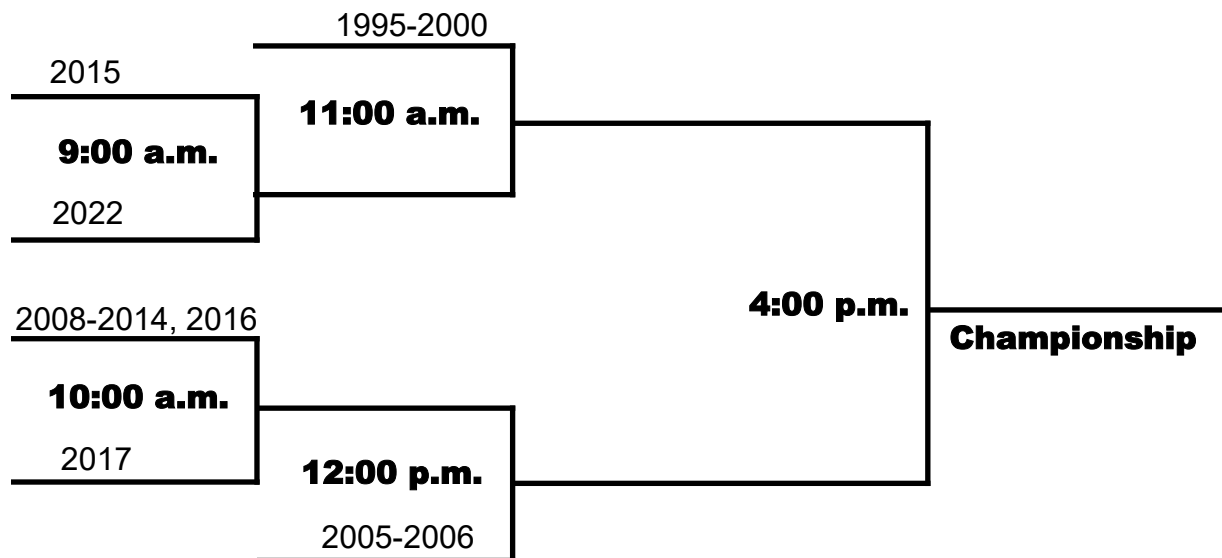 1995-2000
2015
11:00 a.m.
9:00 a.m.
2022
2008-2014, 2016
4:00 p.m.
Championship
10:00 a.m.
2017
12:00 p.m.
2005-2006